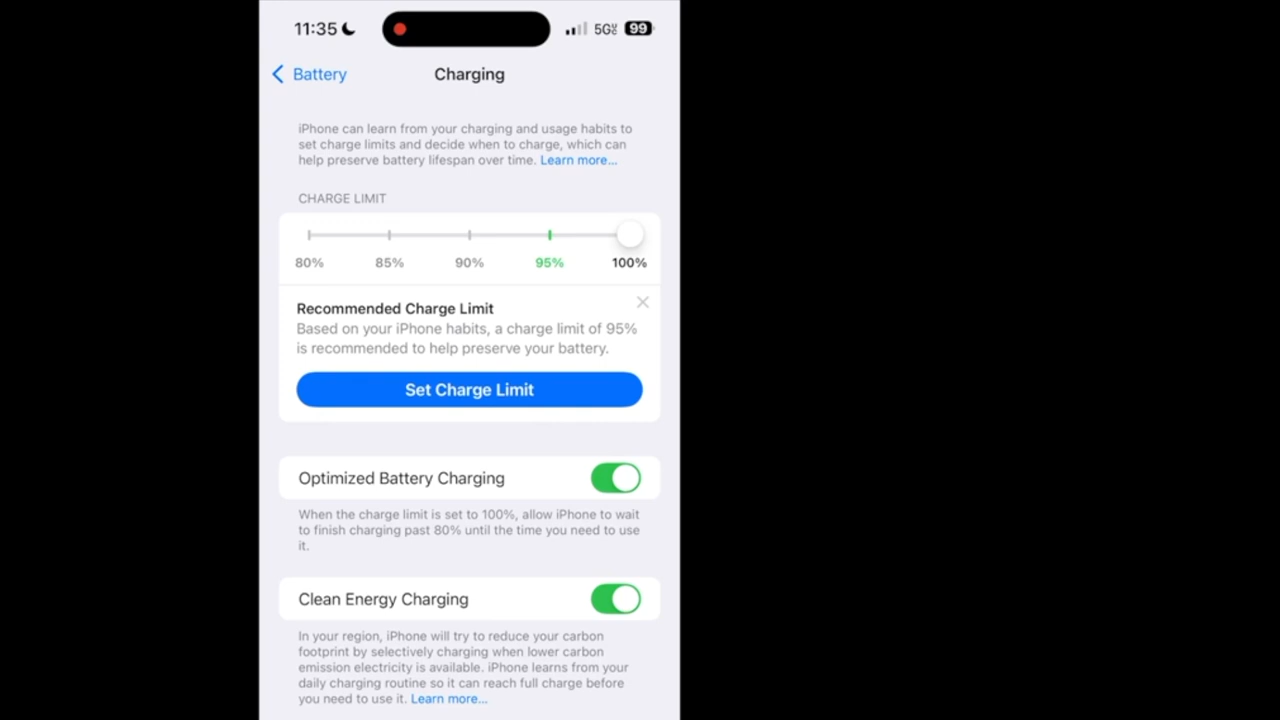 11:35 5GUC 99
Battery Charging
iPhone can learn from your charging and usage habits to
set charge limits and decide when to charge, which can
help preserve battery lifespan over time. Learn more...
CHARGE LIMIT
80% 85% 90% 95% 100%
Recommended Charge Limit
Based on your iPhone habits, a charge limit of 95%
is recommended to help preserve your battery.
Set Charge Limit
Optimized Battery Charging
When the charge limit is set to 100%, allow iPhone to wait
to finish charging past 80% until the time you need to use
it.
Clean Energy Charging
In your region, iPhone will try to reduce your carbon
footprint by selectively charging when lower carbon
emission electricity is available. iPhone learns from your
daily charging routine so it can reach full charge before
you need to use it. Learn more...